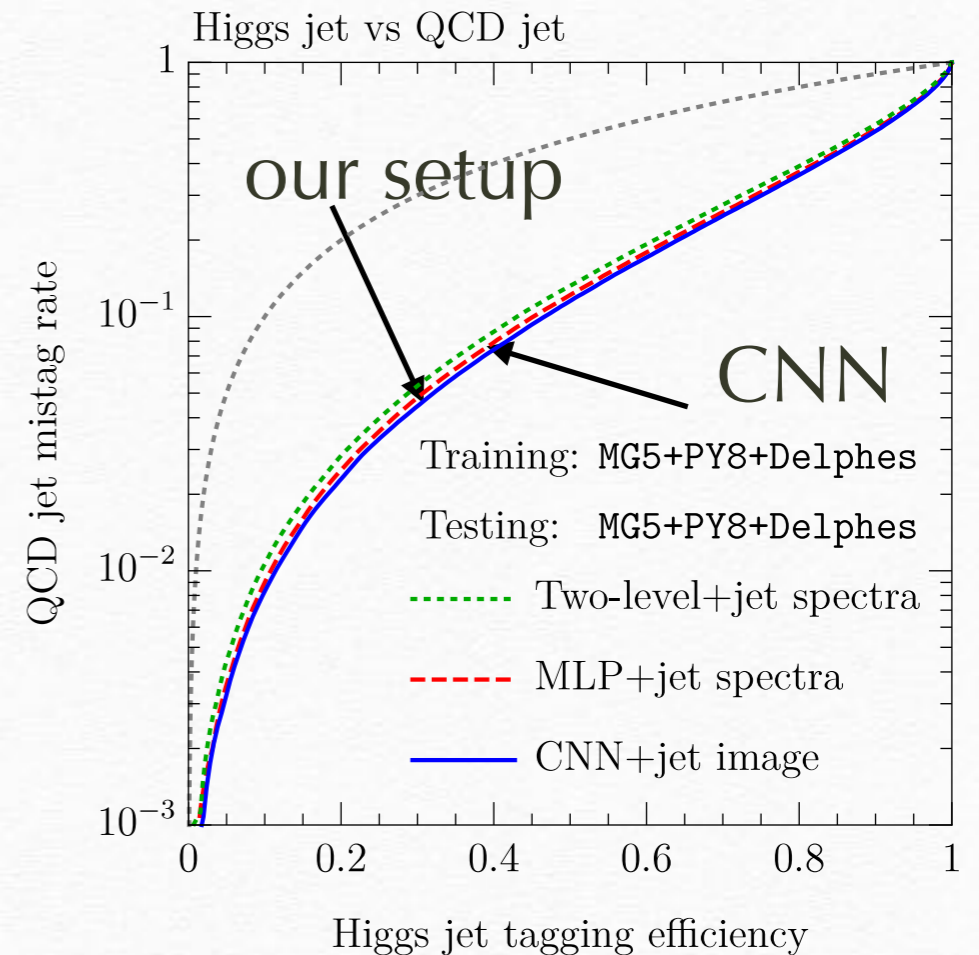 Higgs jet vs QCD jet
1
our setup
10⁻¹
CNN
Training: MG5+PY8+Delphes
Testing: MG5+PY8+Delphes
10⁻²
Two-level+jet spectra
MLP+jet spectra
CNN+jet image
10⁻³
0 0.2 0.4 0.6 0.8 1
Higgs jet tagging efficiency
QCD jet mistag rate